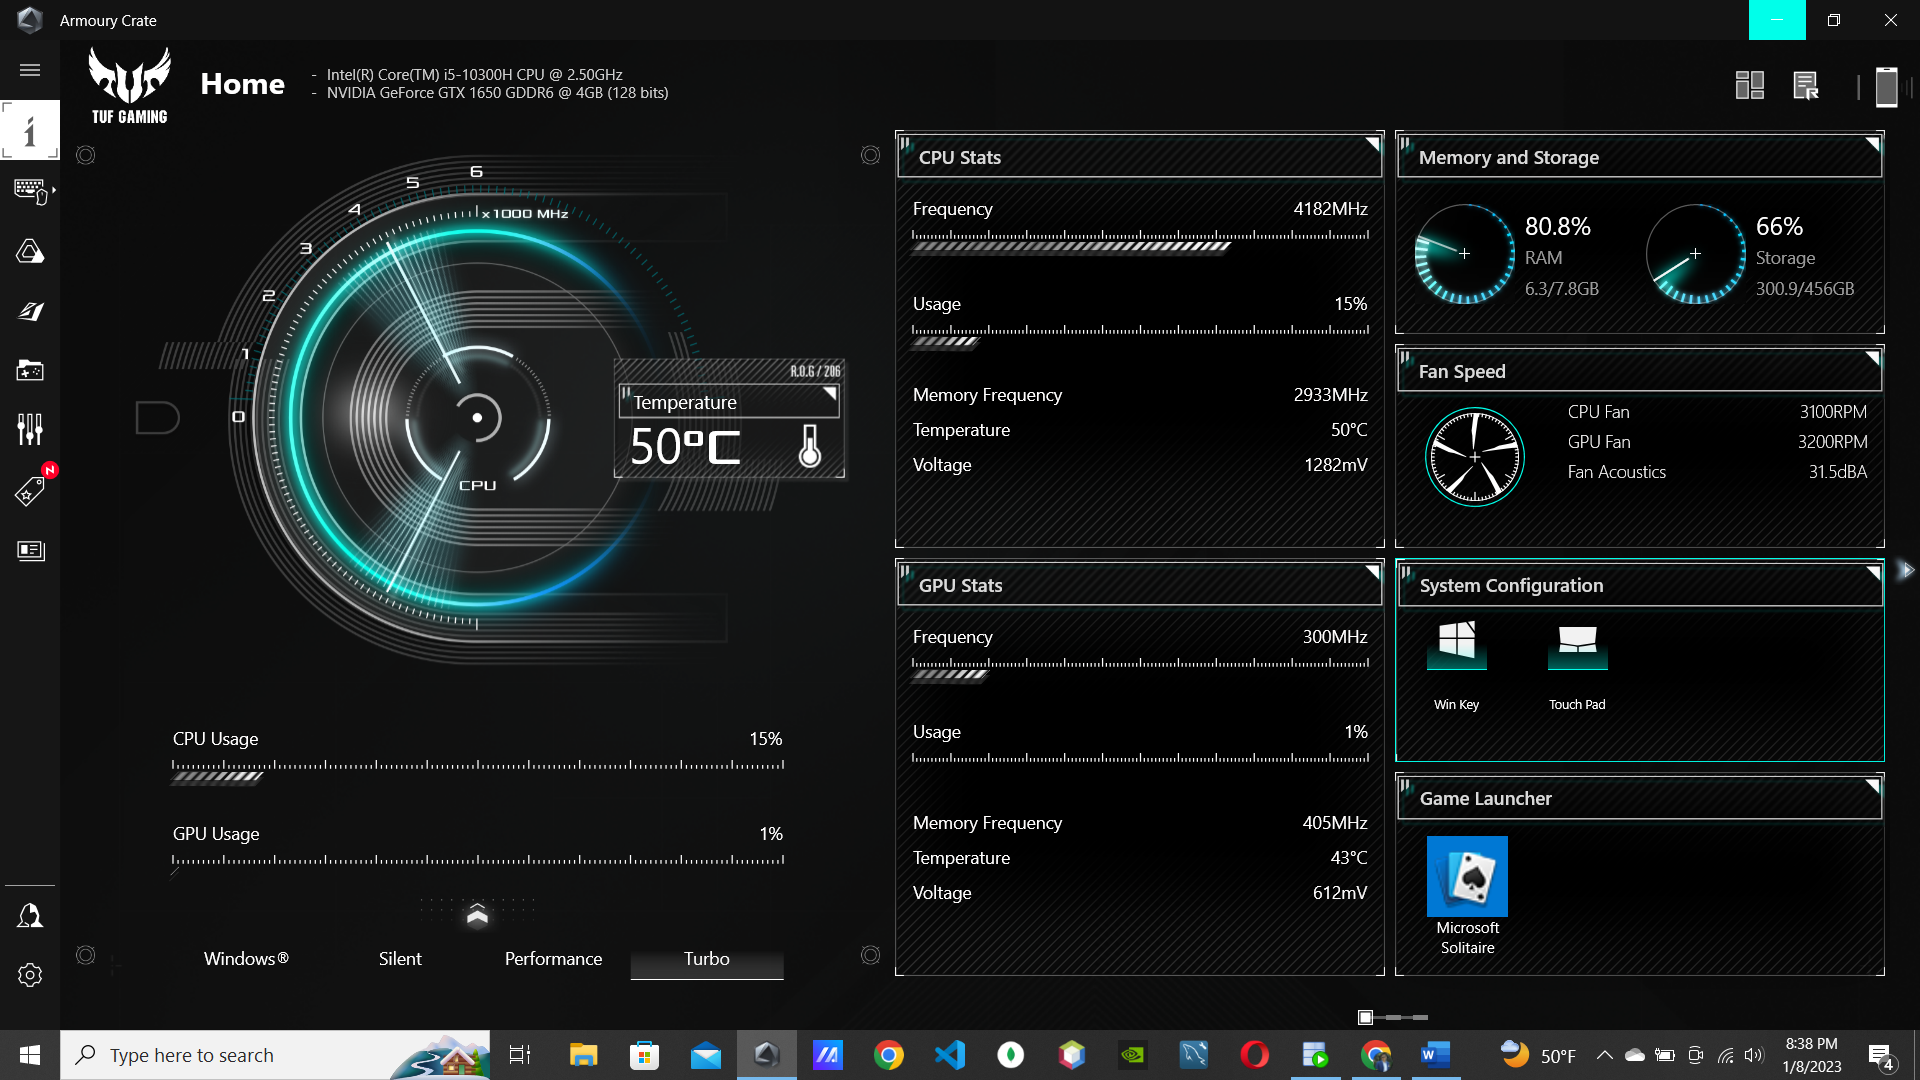 Armoury Crate
TUF GAMING
Home
- Intel(R) Core(TM) i5-10300H CPU @ 2.50GHz
- NVIDIA GeForce GTX 1650 GDDR6 @ 4GB (128 bits)
6
5
4
3
2
1
0
x1000 MHz
CPU
R.O.G / 206
Temperature
50°C
CPU Usage 15%
GPU Usage 1%
Windows® Silent Performance Turbo
CPU Stats
Frequency 4182MHz
Usage 15%
Memory Frequency 2933MHz
Temperature 50°C
Voltage 1282mV
GPU Stats
Frequency 300MHz
Usage 1%
Memory Frequency 405MHz
Temperature 43°C
Voltage 612mV
Memory and Storage
80.8%
RAM
6.3/7.8GB
66%
Storage
300.9/456GB
Fan Speed
CPU Fan 3100RPM
GPU Fan 3200RPM
Fan Acoustics 31.5dBA
System Configuration
Win Key
Touch Pad
Game Launcher
Microsoft
Solitaire
N
Type here to search
50°F
8:38 PM
1/8/2023
4